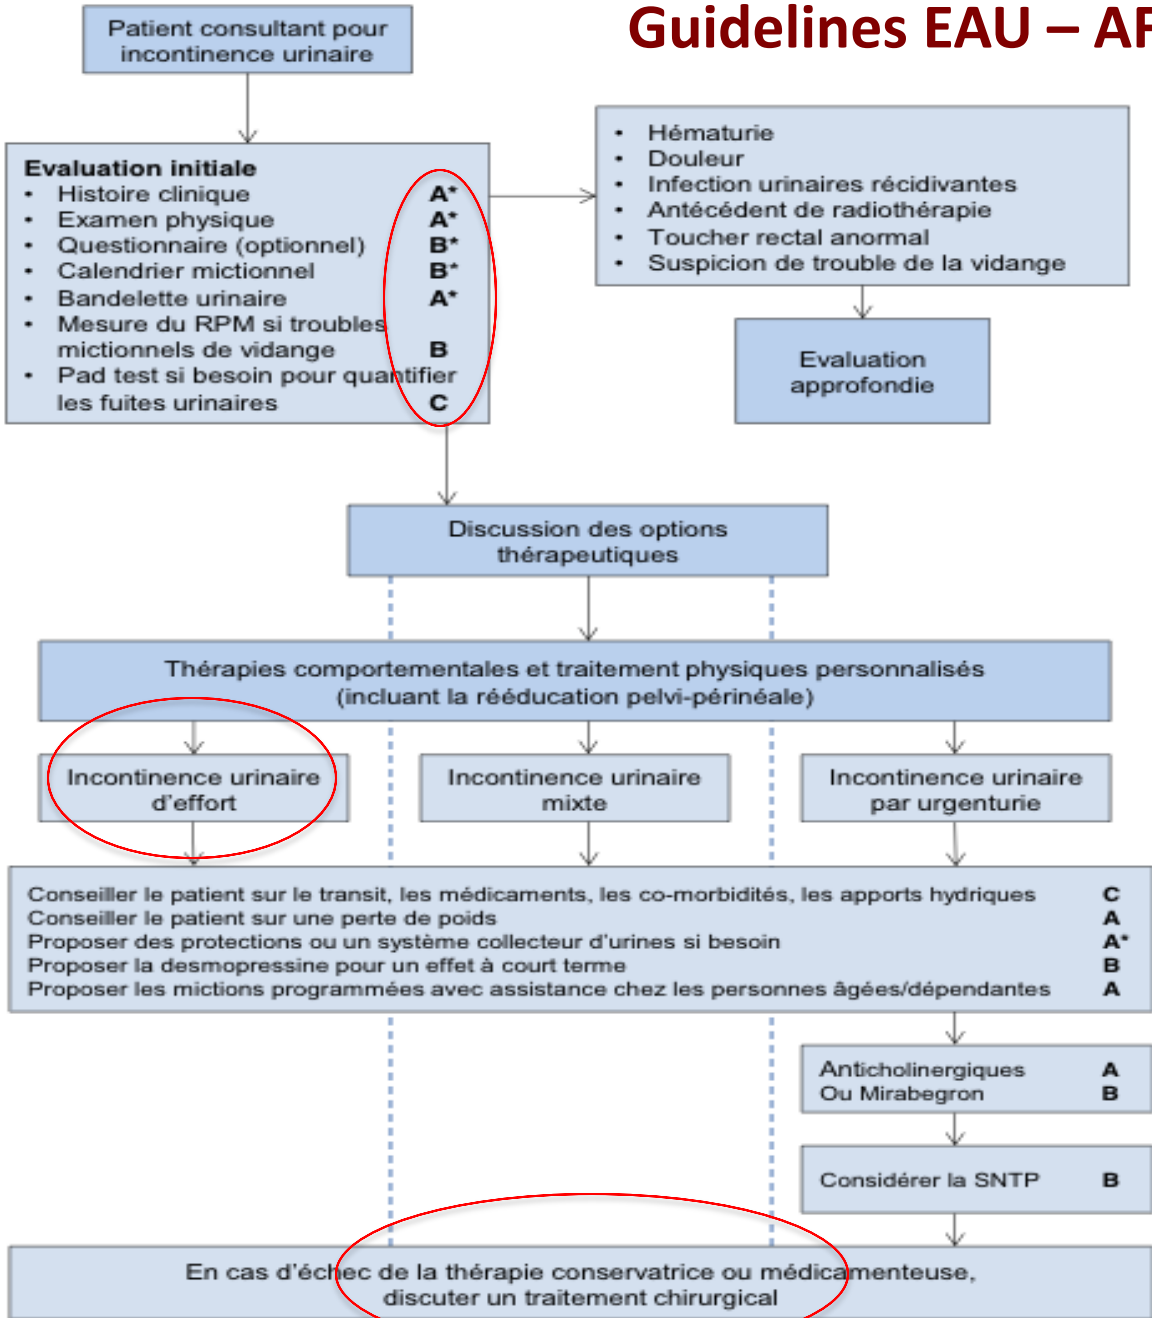 Guidelines EAU – AF
Patient consultant pour
incontinence urinaire
Evaluation initiale
• Histoire clinique A*
• Examen physique A*
• Questionnaire (optionnel) B*
• Calendrier mictionnel B*
• Bandelette urinaire A*
• Mesure du RPM si troubles
mictionnels de vidange B
• Pad test si besoin pour quantifier
les fuites urinaires C
• Hématurie
• Douleur
• Infection urinaires récidivantes
• Antécédent de radiothérapie
• Toucher rectal anormal
• Suspicion de trouble de la vidange
Evaluation
approfondie
Discussion des options
thérapeutiques
Thérapies comportementales et traitement physiques personnalisés
(incluant la rééducation pelvi-périnéale)
Incontinence urinaire
d'effort
Incontinence urinaire
mixte
Incontinence urinaire
par urgenturie
Conseiller le patient sur le transit, les médicaments, les co-morbidités, les apports hydriques C
Conseiller le patient sur une perte de poids A
Proposer des protections ou un système collecteur d'urines si besoin A*
Proposer la desmopressine pour un effet à court terme B
Proposer les mictions programmées avec assistance chez les personnes âgées/dépendantes A
Anticholinergiques A
Ou Mirabegron B
Considérer la SNTP B
En cas d'échec de la thérapie conservatrice ou médicamenteuse,
discuter un traitement chirurgical